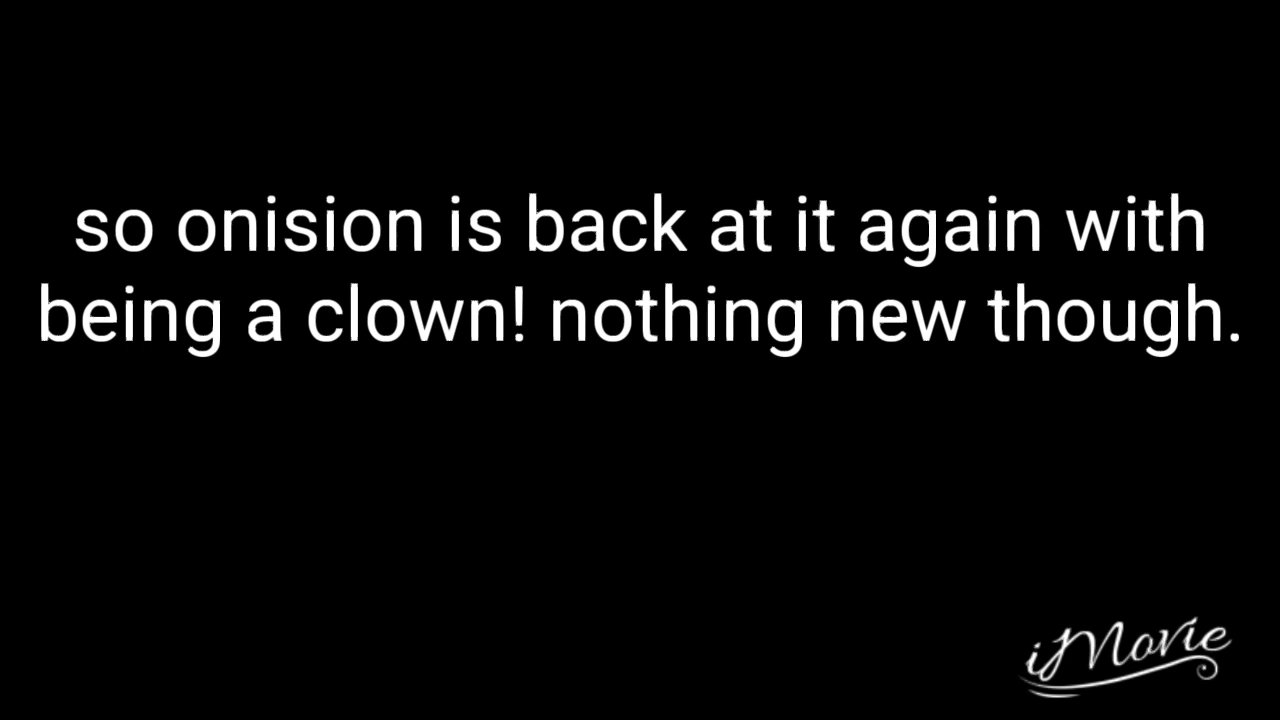 so onision is back at it again with
being a clown! nothing new though.
iMovie